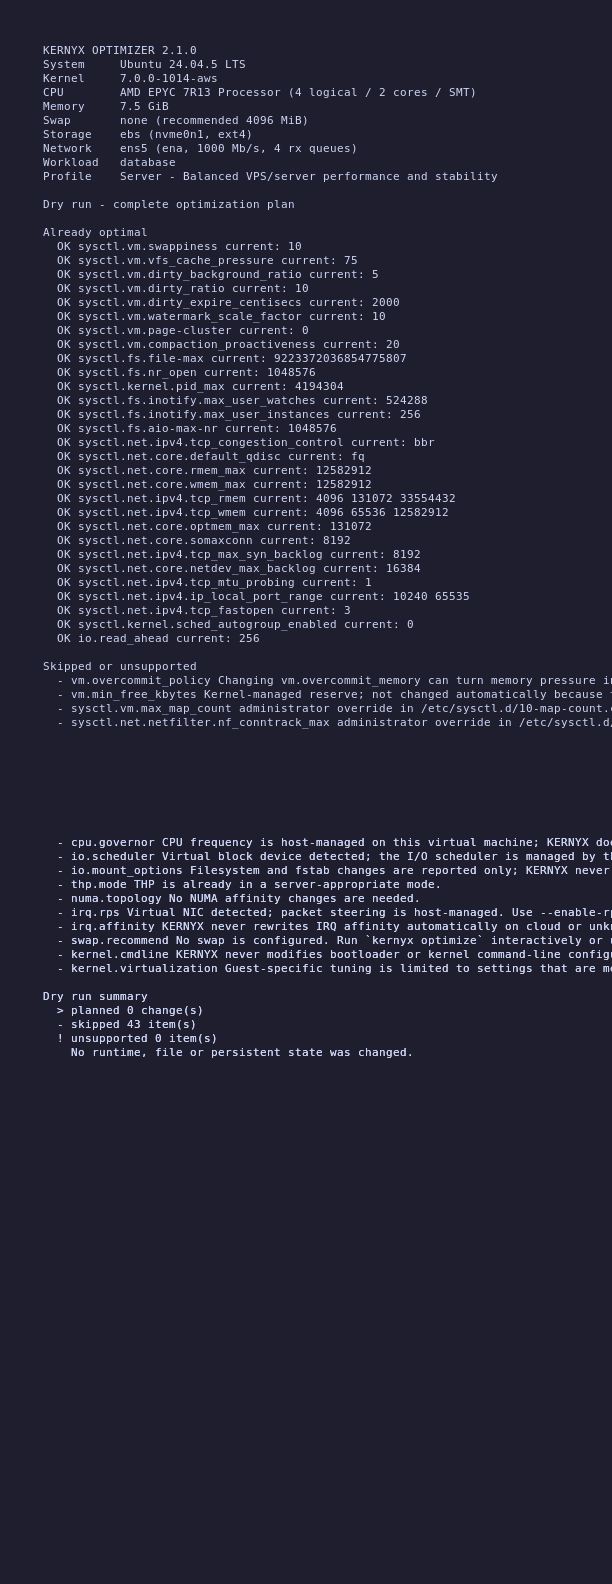 KERNYX OPTIMIZER 2.1.0
System     Ubuntu 24.04.5 LTS
Kernel     7.0.0-1014-aws
CPU        AMD EPYC 7R13 Processor (4 logical / 2 cores / SMT)
Memory     7.5 GiB
Swap       none (recommended 4096 MiB)
Storage    ebs (nvme0n1, ext4)
Network    ens5 (ena, 1000 Mb/s, 4 rx queues)
Workload   database
Profile    Server - Balanced VPS/server performance and stability
Dry run - complete optimization plan
Already optimal
OK sysctl.vm.swappiness current: 10
OK sysctl.vm.vfs_cache_pressure current: 75
OK sysctl.vm.dirty_background_ratio current: 5
OK sysctl.vm.dirty_ratio current: 10
OK sysctl.vm.dirty_expire_centisecs current: 2000
OK sysctl.vm.watermark_scale_factor current: 10
OK sysctl.vm.page-cluster current: 0
OK sysctl.vm.compaction_proactiveness current: 20
OK sysctl.fs.file-max current: 9223372036854775807
OK sysctl.fs.nr_open current: 1048576
OK sysctl.kernel.pid_max current: 4194304
OK sysctl.fs.inotify.max_user_watches current: 524288
OK sysctl.fs.inotify.max_user_instances current: 256
OK sysctl.fs.aio-max-nr current: 1048576
OK sysctl.net.ipv4.tcp_congestion_control current: bbr
OK sysctl.net.core.default_qdisc current: fq
OK sysctl.net.core.rmem_max current: 12582912
OK sysctl.net.core.wmem_max current: 12582912
OK sysctl.net.ipv4.tcp_rmem current: 4096 131072 33554432
OK sysctl.net.ipv4.tcp_wmem current: 4096 65536 12582912
OK sysctl.net.core.optmem_max current: 131072
OK sysctl.net.core.somaxconn current: 8192
OK sysctl.net.ipv4.tcp_max_syn_backlog current: 8192
OK sysctl.net.core.netdev_max_backlog current: 16384
OK sysctl.net.ipv4.tcp_mtu_probing current: 1
OK sysctl.net.ipv4.ip_local_port_range current: 10240 65535
OK sysctl.net.ipv4.tcp_fastopen current: 3
OK sysctl.kernel.sched_autogroup_enabled current: 0
OK io.read_ahead current: 256
Skipped or unsupported
- vm.overcommit_policy Changing vm.overcommit_memory can turn memory pressure
- vm.min_free_kbytes Kernel-managed reserve; not changed automatically because
- sysctl.vm.max_map_count administrator override in /etc/sysctl.d/10-map-count.
- sysctl.net.netfilter.nf_conntrack_max administrator override in /etc/sysctl.d/
- cpu.governor CPU frequency is host-managed on this virtual machine; KERNYX
- io.scheduler Virtual block device detected; the I/O scheduler is managed by
- io.mount_options Filesystem and fstab changes are reported only; KERNYX never
- thp.mode THP is already in a server-appropriate mode.
- numa.topology No NUMA affinity changes are needed.
- irq.rps Virtual NIC detected; packet steering is host-managed. Use
- irq.affinity KERNYX never rewrites IRQ affinity automatically on cloud or
- swap.recommend No swap is configured. Run `kernyx optimize` interactively or
- kernel.cmdline KERNYX never modifies bootloader or kernel command-line
- kernel.virtualization Guest-specific tuning is limited to settings that are
Dry run summary
> planned 0 change(s)
- skipped 43 item(s)
! unsupported 0 item(s)
No runtime, file or persistent state was changed.